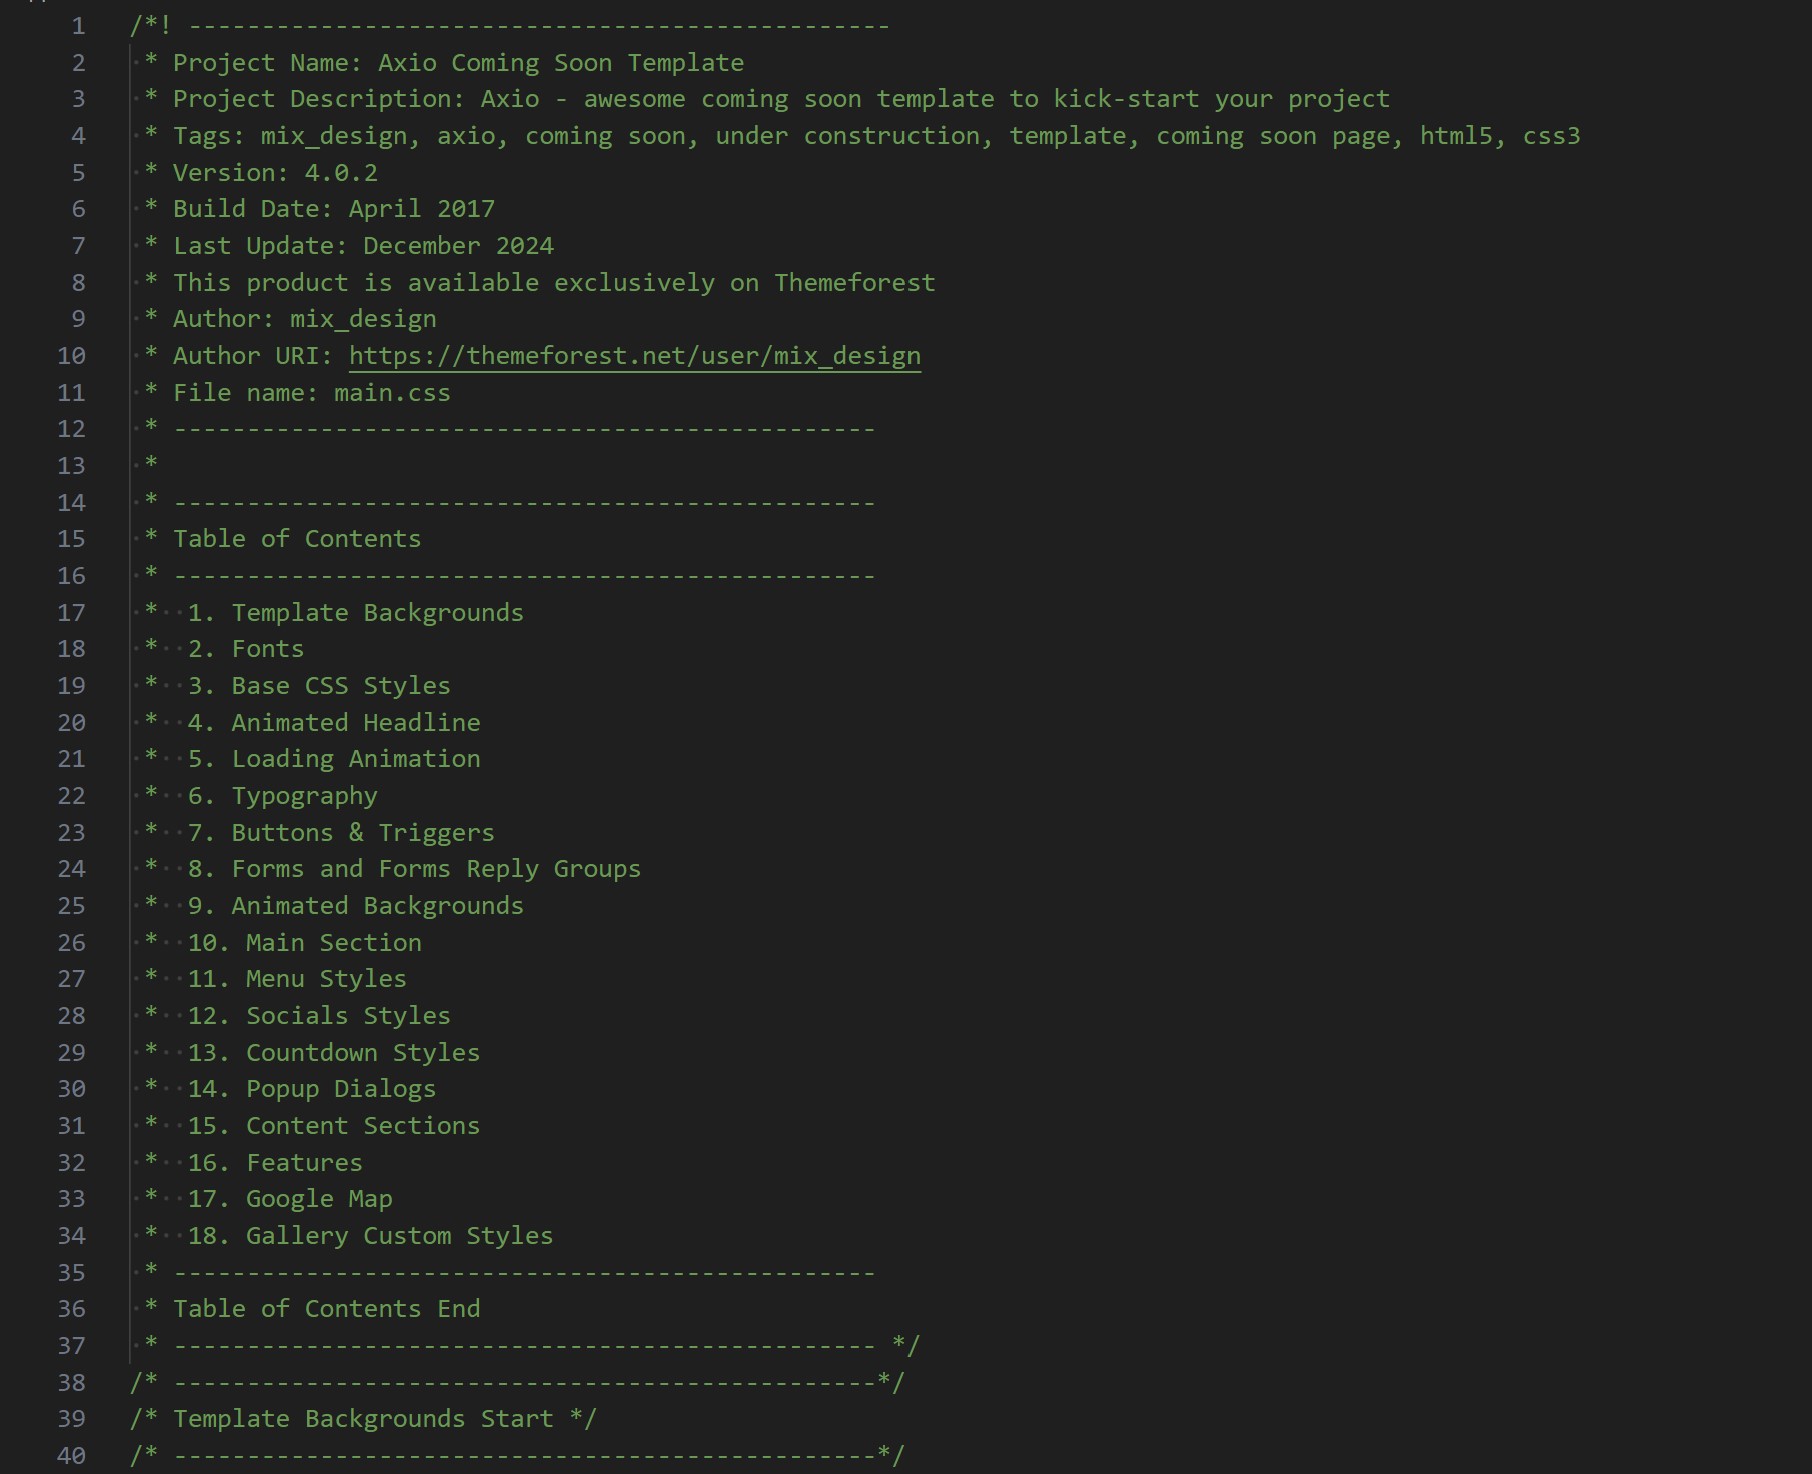 1 /*! ------------------------------------------------
2 * Project Name: Axio Coming Soon Template
3 * Project Description: Axio - awesome coming soon template to kick-start your project
4 * Tags: mix_design, axio, coming soon, under construction, template, coming soon page, html5, css3
5 * Version: 4.0.2
6 * Build Date: April 2017
7 * Last Update: December 2024
8 * This product is available exclusively on Themeforest
9 * Author: mix_design
10 * Author URI: https://themeforest.net/user/mix_design
11 * File name: main.css
12 * ------------------------------------------------
13 *
14 * ------------------------------------------------
15 * Table of Contents
16 * ------------------------------------------------
17 *  1. Template Backgrounds
18 *  2. Fonts
19 *  3. Base CSS Styles
20 *  4. Animated Headline
21 *  5. Loading Animation
22 *  6. Typography
23 *  7. Buttons & Triggers
24 *  8. Forms and Forms Reply Groups
25 *  9. Animated Backgrounds
26 *  10. Main Section
27 *  11. Menu Styles
28 *  12. Socials Styles
29 *  13. Countdown Styles
30 *  14. Popup Dialogs
31 *  15. Content Sections
32 *  16. Features
33 *  17. Google Map
34 *  18. Gallery Custom Styles
35 * ------------------------------------------------
36 * Table of Contents End
37 * ------------------------------------------------ */
38 /* ------------------------------------------------*/
39 /* Template Backgrounds Start */
40 /* ------------------------------------------------*/